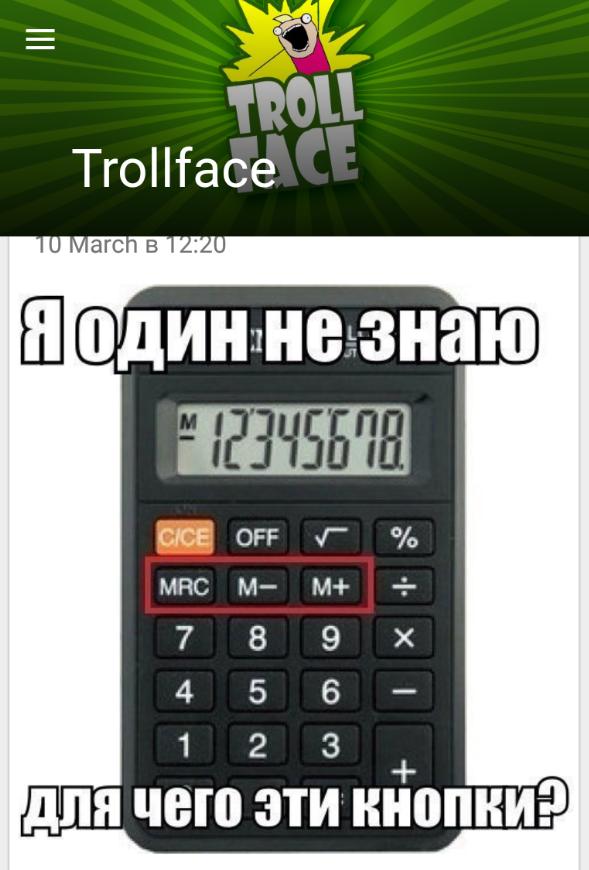 TROLL
FACE
Trollface
10 March в 12:20
Я один не знаю
M
12345678.
C/CE OFF √ %
MRC M− M+ ÷
7 8 9 ×
4 5 6 −
1 2 3
+
для чего эти кнопки?